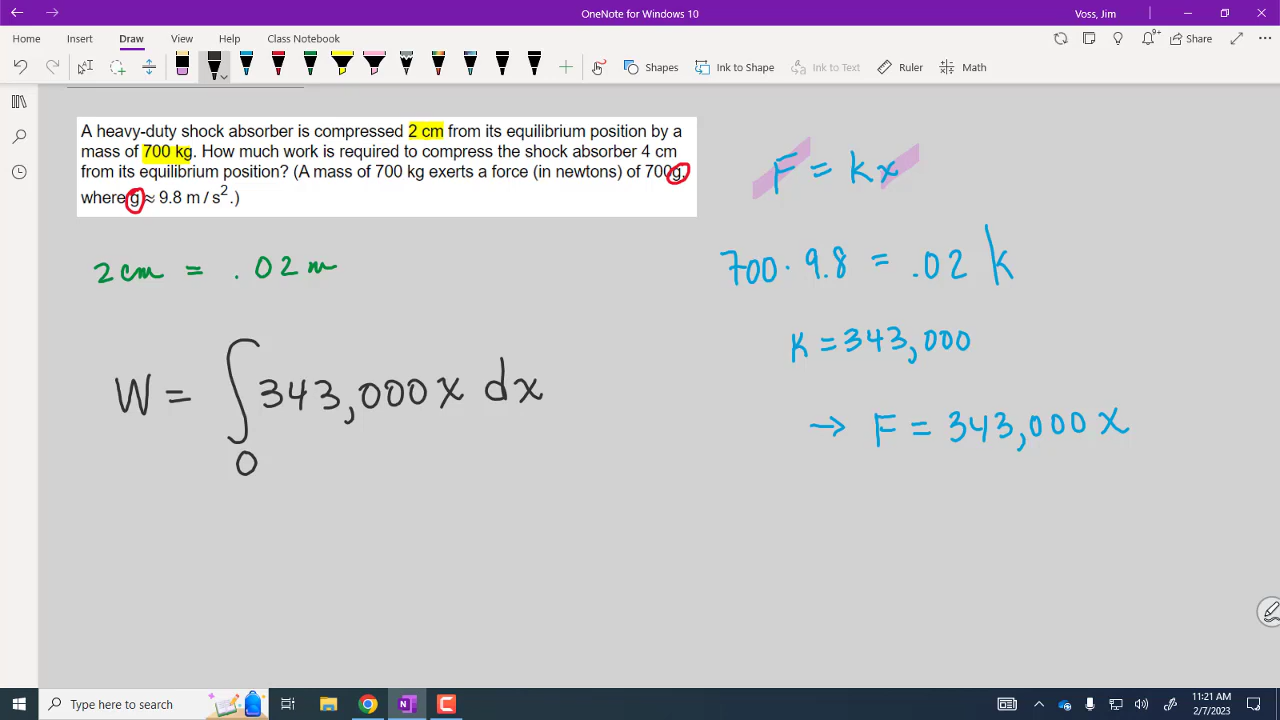 OneNote for Windows 10
Voss, Jim
Home Insert Draw View Help Class Notebook
Share
Shapes Ink to Shape Ink to Text Ruler Math
A heavy-duty shock absorber is compressed 2 cm from its equilibrium position by a
mass of 700 kg. How much work is required to compress the shock absorber 4 cm
from its equilibrium position? (A mass of 700 kg exerts a force (in newtons) of 700g,
where g ≈ 9.8 m / s².)
F = kx
2cm = .02m
700 · 9.8 = .02 k
K = 343,000
W = ∫₀ 343,000x dx
→ F = 343,000 x
Type here to search
11:21 AM
2/7/2023